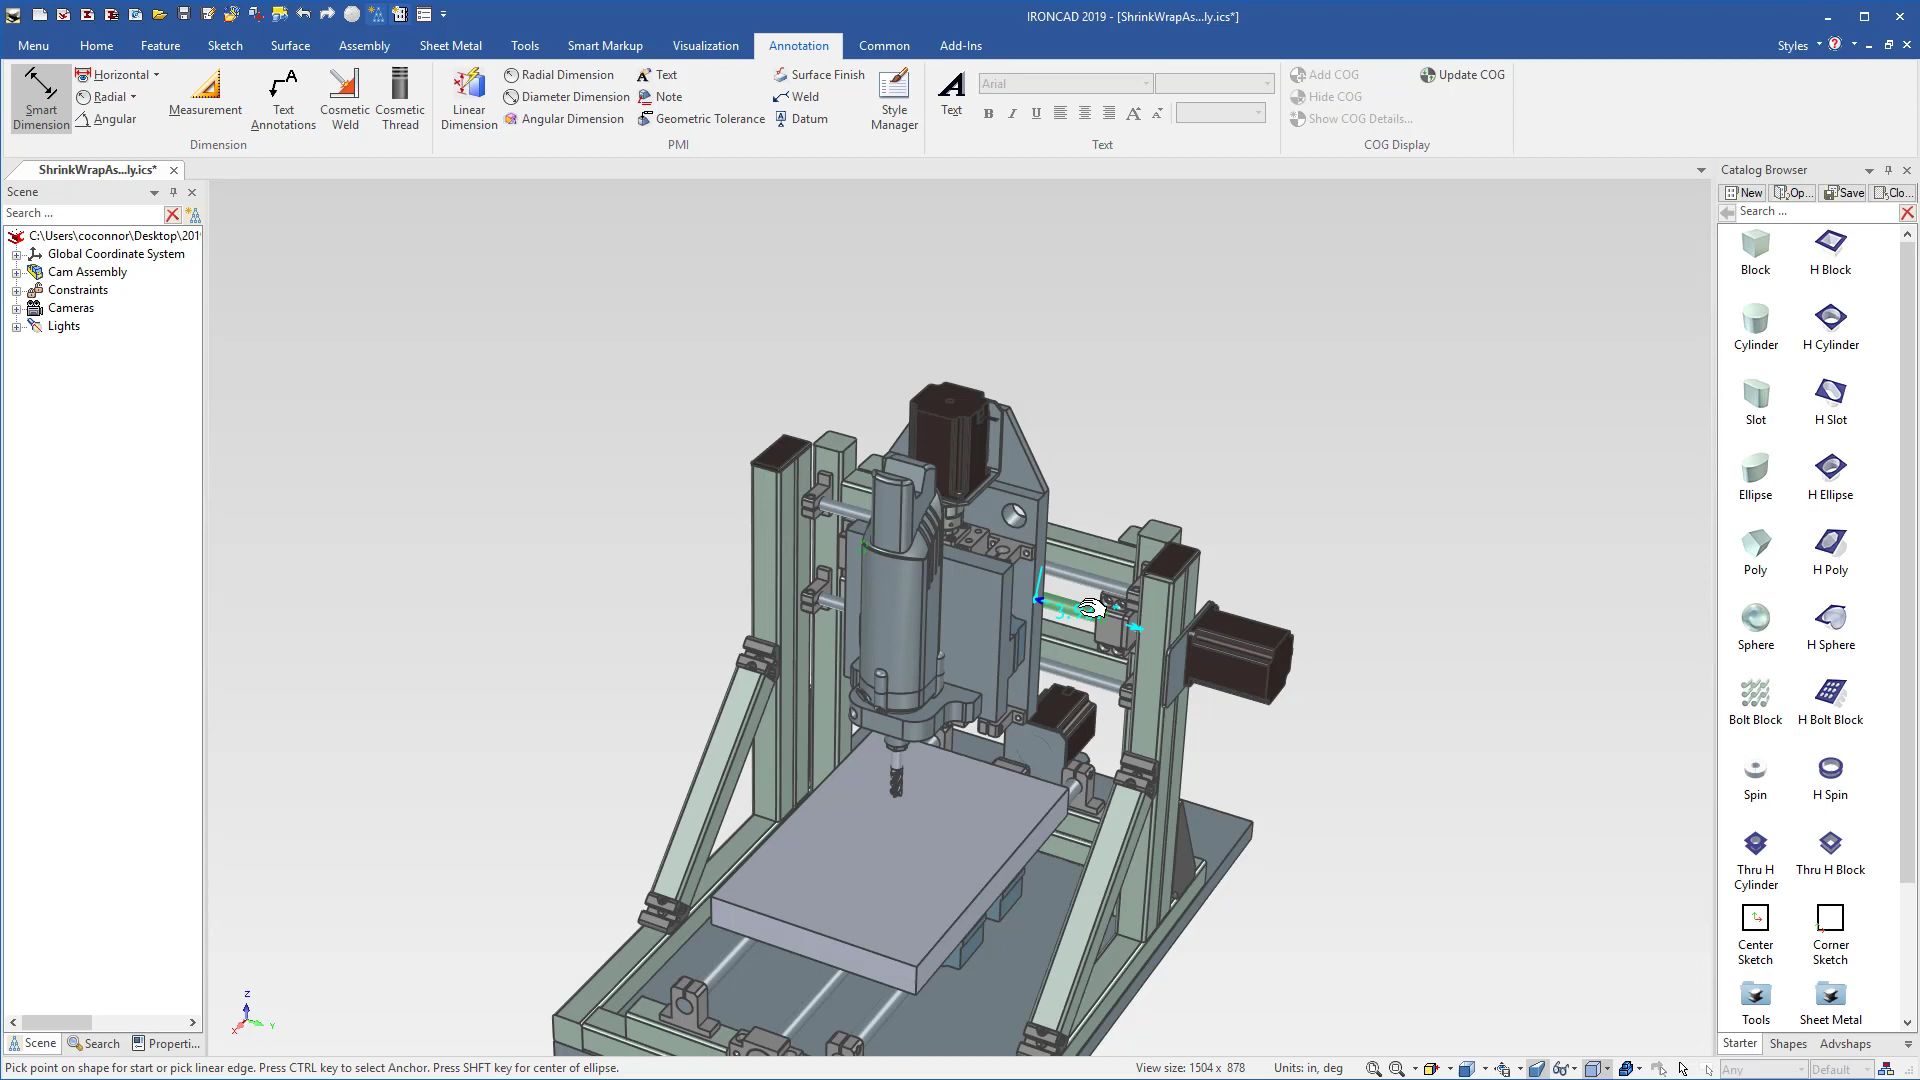 IRONCAD 2019 - [ShrinkWrapAs...ly.ics*]
Menu Home Feature Sketch Surface Assembly Sheet Metal Tools Smart Markup Visualization Annotation Common Add-Ins Styles
Smart Dimension
Horizontal
Radial
Angular
Measurement
Text Annotations
Cosmetic Weld
Cosmetic Thread
Dimension
Linear Dimension
Radial Dimension
Diameter Dimension
Angular Dimension
Text
Note
Geometric Tolerance
Surface Finish
Weld
Datum
Style Manager
PMI
Text
Arial
B I U
Text
Add COG
Hide COG
Show COG Details...
Update COG
COG Display
ShrinkWrapAs...ly.ics*
Scene
Search ...
C:\Users\coconnor\Desktop\201
Global Coordinate System
Cam Assembly
Constraints
Cameras
Lights
Z
X
Y
Scene Search Properti...
Catalog Browser
New Op... Save Clo...
Search ...
Block H Block
Cylinder H Cylinder
Slot H Slot
Ellipse H Ellipse
Poly H Poly
Sphere H Sphere
Bolt Block H Bolt Block
Spin H Spin
Thru H Cylinder Thru H Block
Center Sketch Corner Sketch
Tools Sheet Metal
Starter Shapes Advshaps
Pick point on shape for start or pick linear edge. Press CTRL key to select Anchor. Press SHFT key for center of ellipse.
View size: 1504 x 878
Units: in, deg
Any
Default